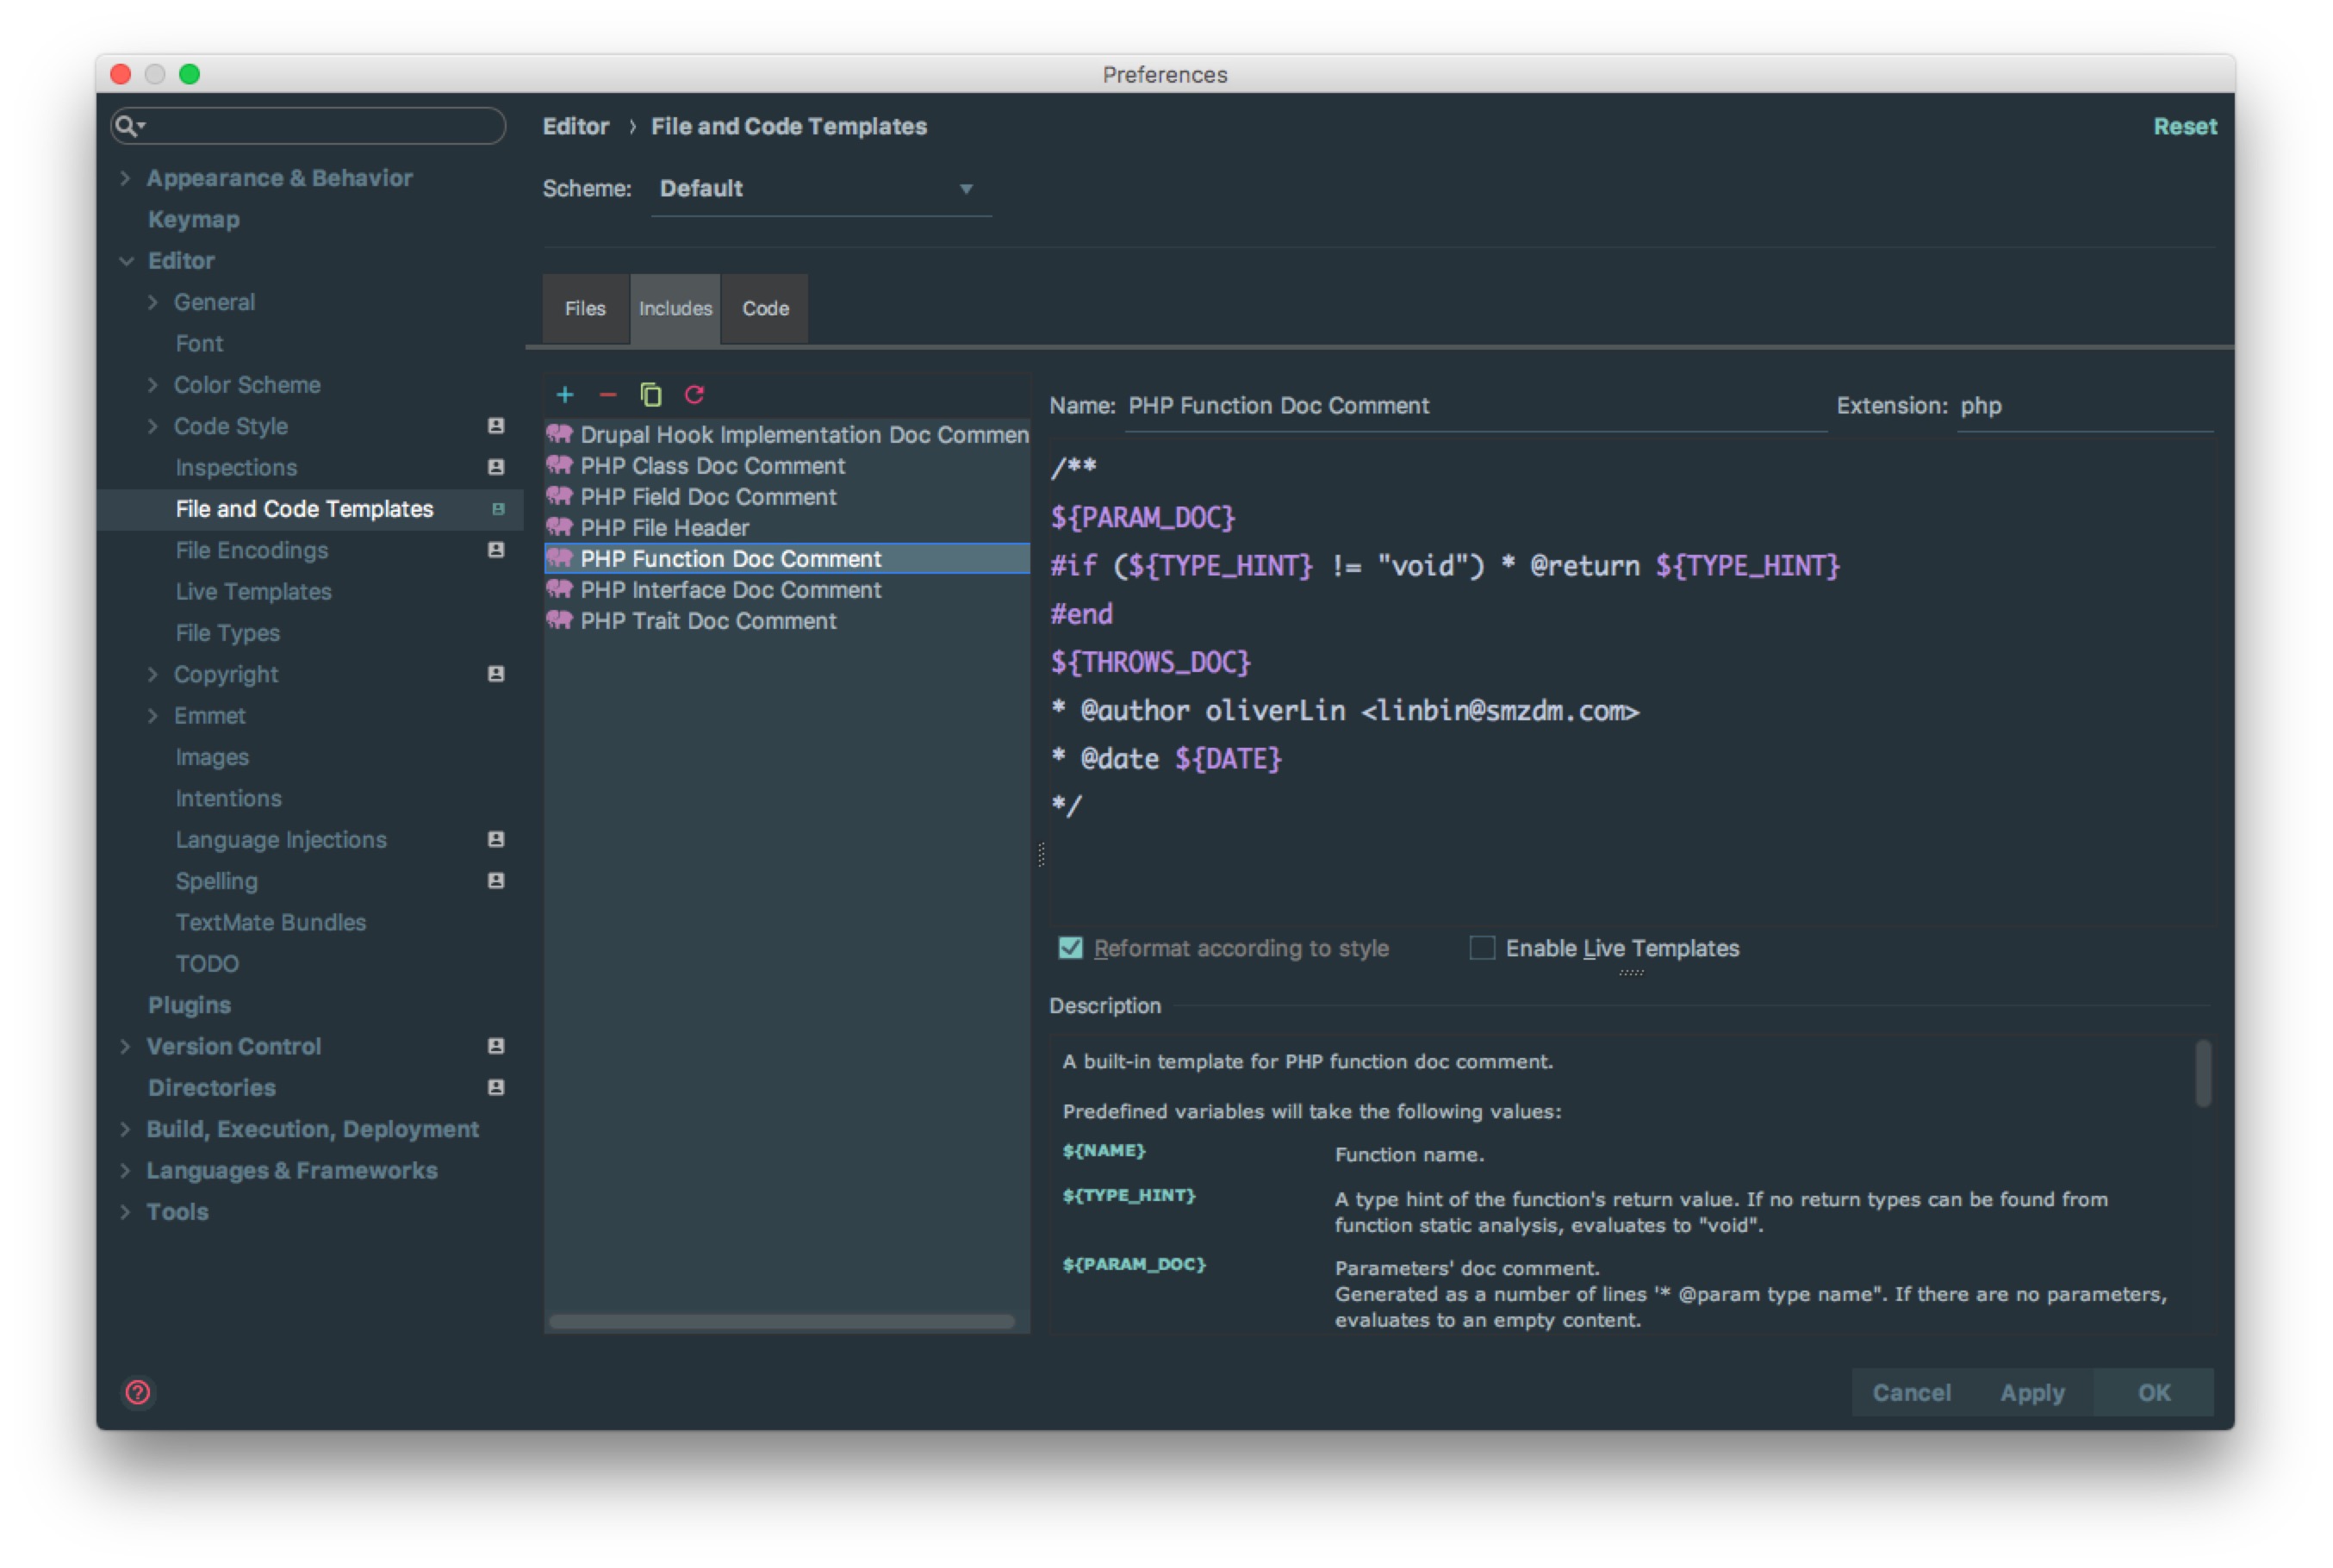 Preferences
Editor › File and Code Templates
Reset
Appearance & Behavior
Keymap
Editor
General
Font
Color Scheme
Code Style
Inspections
File and Code Templates
File Encodings
Live Templates
File Types
Copyright
Emmet
Images
Intentions
Language Injections
Spelling
TextMate Bundles
TODO
Plugins
Version Control
Directories
Build, Execution, Deployment
Languages & Frameworks
Tools
Scheme: Default
Files Includes Code
Drupal Hook Implementation Doc Commen
PHP Class Doc Comment
PHP Field Doc Comment
PHP File Header
PHP Function Doc Comment
PHP Interface Doc Comment
PHP Trait Doc Comment
Name: PHP Function Doc Comment Extension: php
/**
${PARAM_DOC}
#if (${TYPE_HINT} != "void") * @return ${TYPE_HINT}
#end
${THROWS_DOC}
* @author oliverLin <linbin@smzdm.com>
* @date ${DATE}
*/
Reformat according to style Enable Live Templates
Description
A built-in template for PHP function doc comment.
Predefined variables will take the following values:
${NAME} Function name.
${TYPE_HINT} A type hint of the function's return value. If no return types can be found from
function static analysis, evaluates to "void".
${PARAM_DOC} Parameters' doc comment.
Generated as a number of lines '* @param type name". If there are no parameters,
evaluates to an empty content.
?
Cancel Apply OK